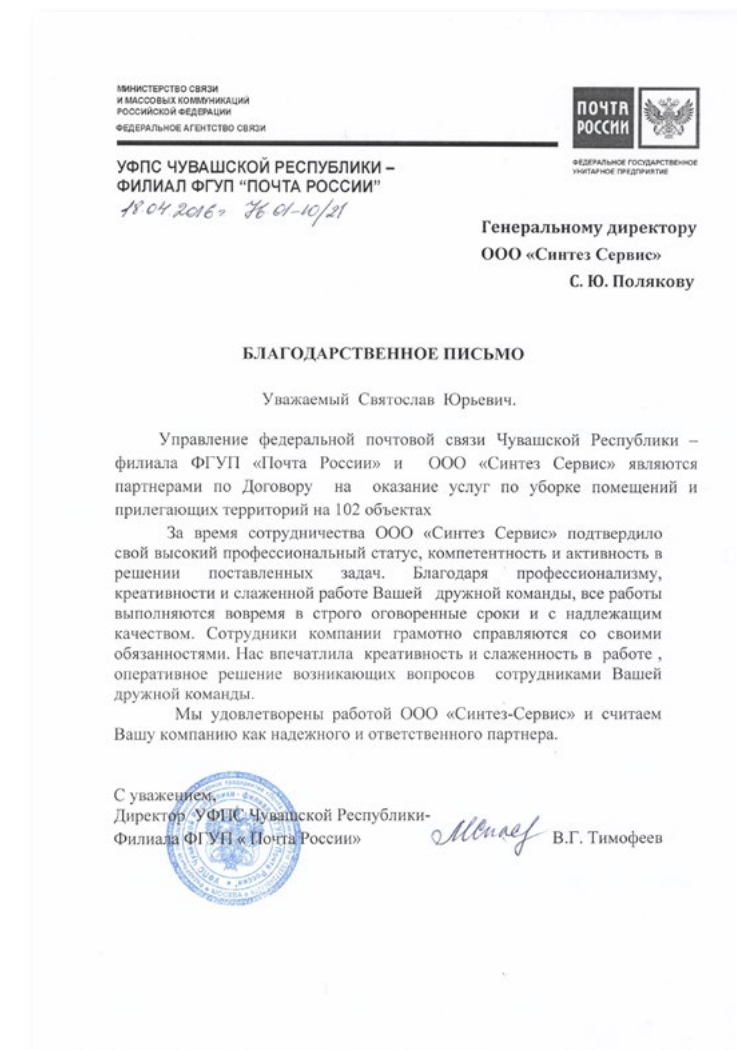 МИНИСТЕРСТВО СВЯЗИ
И МАССОВЫХ КОММУНИКАЦИЙ
РОССИЙСКОЙ ФЕДЕРАЦИИ
ФЕДЕРАЛЬНОЕ АГЕНТСТВО СВЯЗИ
ПОЧТА
РОССИИ
ФЕДЕРАЛЬНОЕ ГОСУДАРСТВЕННОЕ
УНИТАРНОЕ ПРЕДПРИЯТИЕ
УФПС ЧУВАШСКОЙ РЕСПУБЛИКИ –
ФИЛИАЛ ФГУП “ПОЧТА РОССИИ”
18.04.2016г 76.01-10/21
Генеральному директору
ООО «Синтез Сервис»
С. Ю. Полякову
БЛАГОДАРСТВЕННОЕ ПИСЬМО
Уважаемый Святослав Юрьевич.
Управление федеральной почтовой связи Чувашской Республики –
филиала ФГУП «Почта России» и ООО «Синтез Сервис» являются
партнерами по Договору на оказание услуг по уборке помещений и
прилегающих территорий на 102 объектах
За время сотрудничества ООО «Синтез Сервис» подтвердило
свой высокий профессиональный статус, компетентность и активность в
решении поставленных задач. Благодаря профессионализму,
креативности и слаженной работе Вашей дружной команды, все работы
выполняются вовремя в строго оговоренные сроки и с надлежащим
качеством. Сотрудники компании грамотно справляются со своими
обязанностями. Нас впечатлила креативность и слаженность в работе ,
оперативное решение возникающих вопросов сотрудниками Вашей
дружной команды.
Мы удовлетворены работой ООО «Синтез-Сервис» и считаем
Вашу компанию как надежного и ответственного партнера.
С уважением,
Директор УФПС Чувашской Республики-
Филиала ФГУП « Почта России»
В.Г. Тимофеев